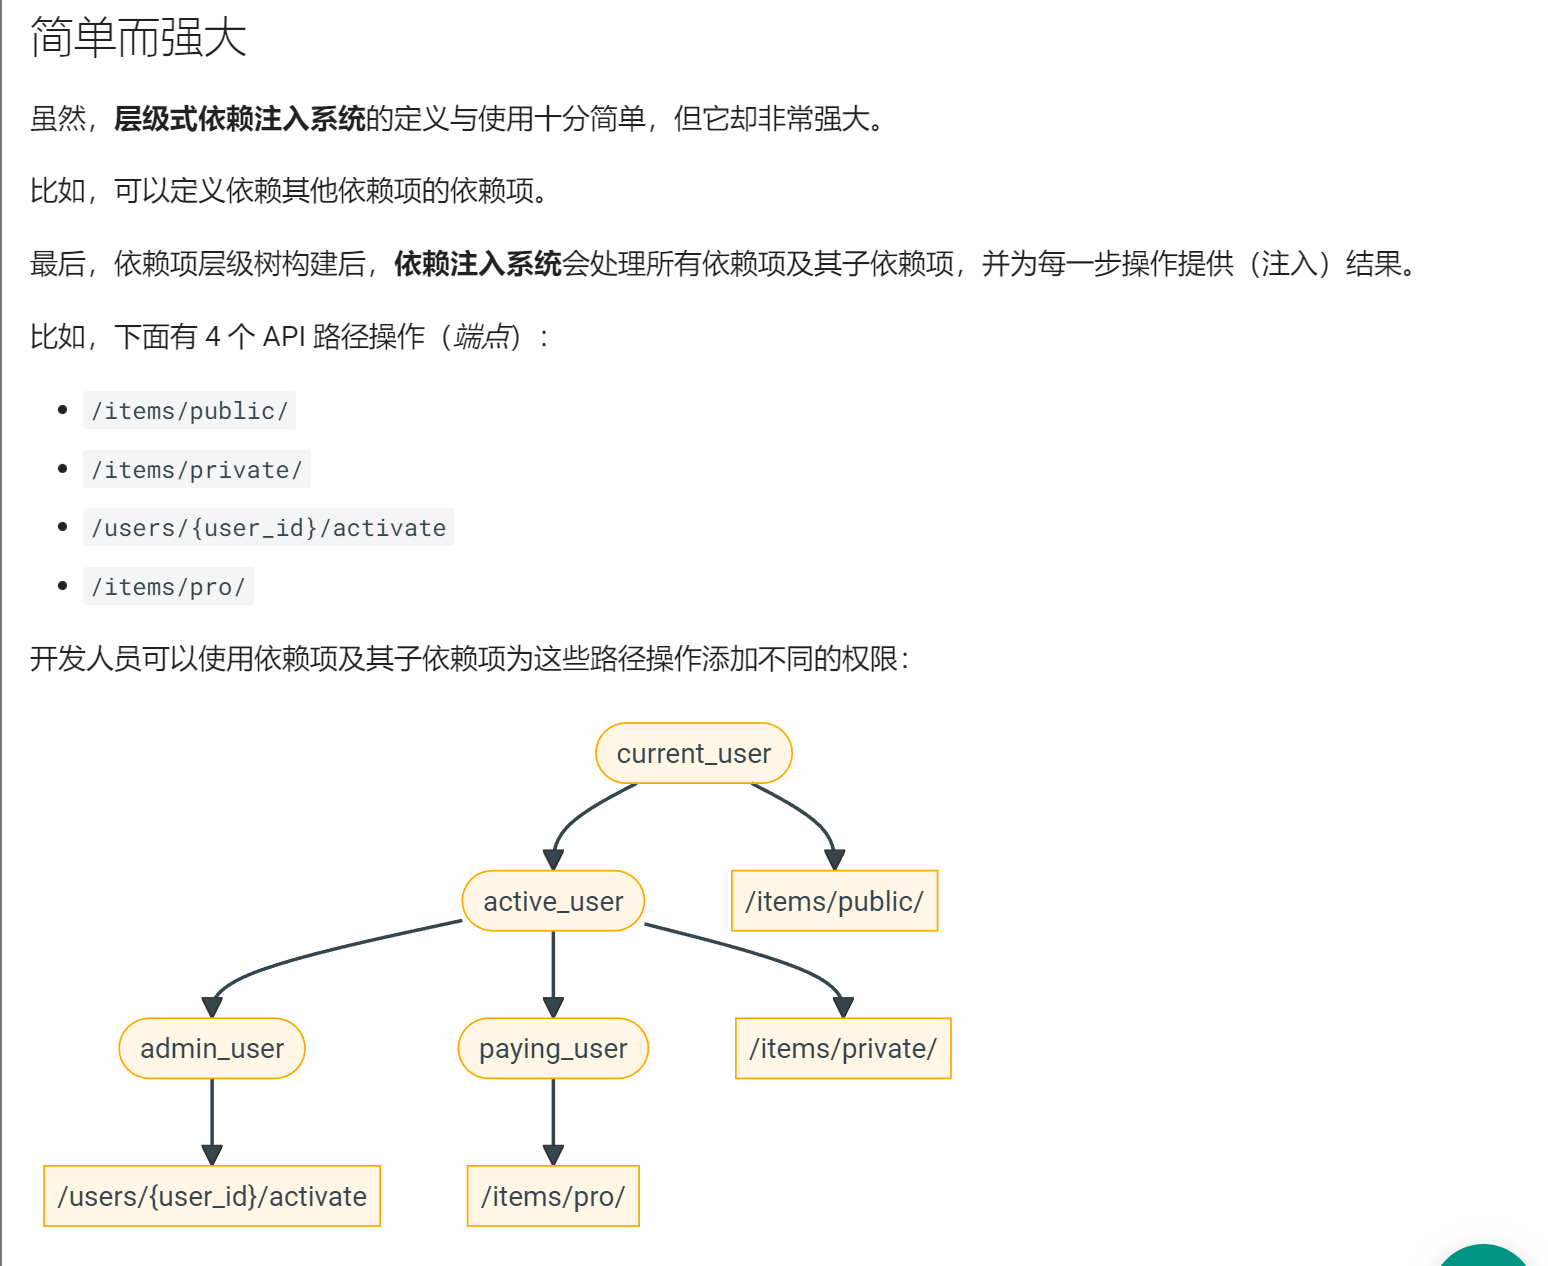 简单而强大
虽然，层级式依赖注入系统的定义与使用十分简单，但它却非常强大。
比如，可以定义依赖其他依赖项的依赖项。
最后，依赖项层级树构建后，依赖注入系统会处理所有依赖项及其子依赖项，并为每一步操作提供（注入）结果。
比如，下面有 4 个 API 路径操作（端点）：
/items/public/
/items/private/
/users/{user_id}/activate
/items/pro/
开发人员可以使用依赖项及其子依赖项为这些路径操作添加不同的权限：
current_user
active_user
/items/public/
admin_user
paying_user
/items/private/
/users/{user_id}/activate
/items/pro/